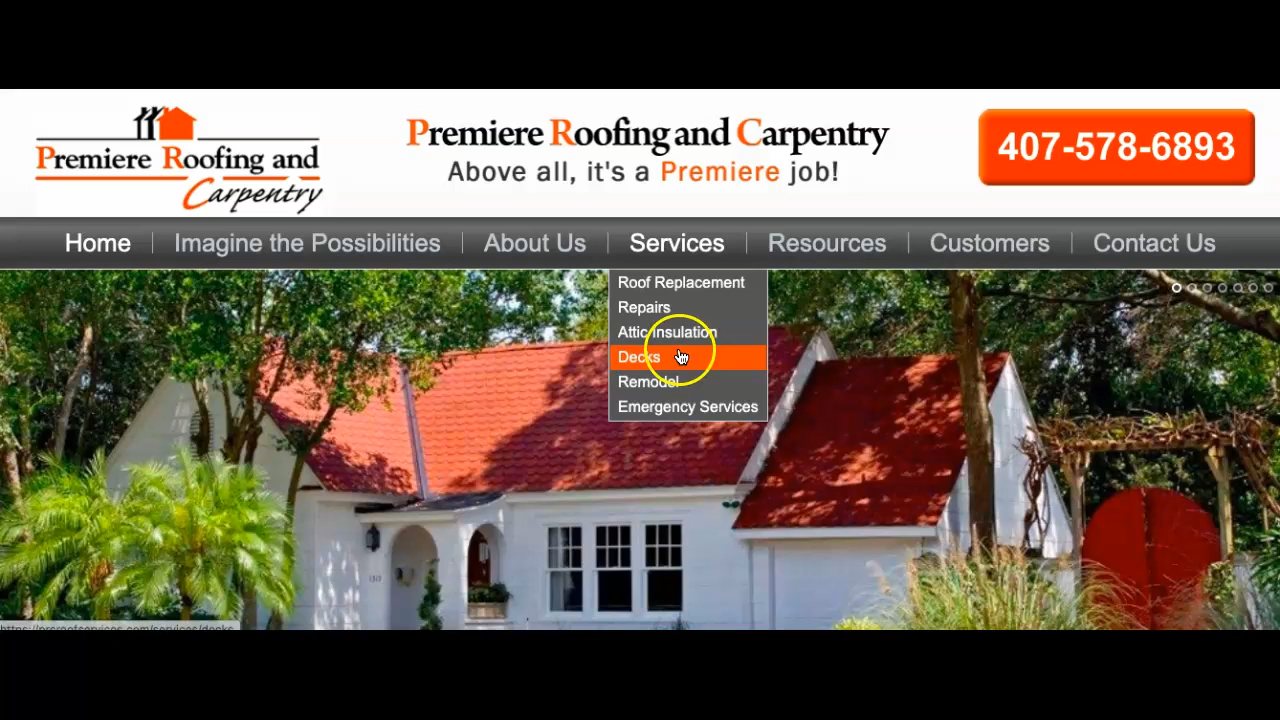 Premiere Roofing and
Carpentry
Premiere Roofing and Carpentry
Above all, it's a Premiere job!
407-578-6893
Home
Imagine the Possibilities
About Us
Services
Resources
Customers
Contact Us
Roof Replacement
Repairs
Attic Insulation
Decks
Remodel
Emergency Services
1313